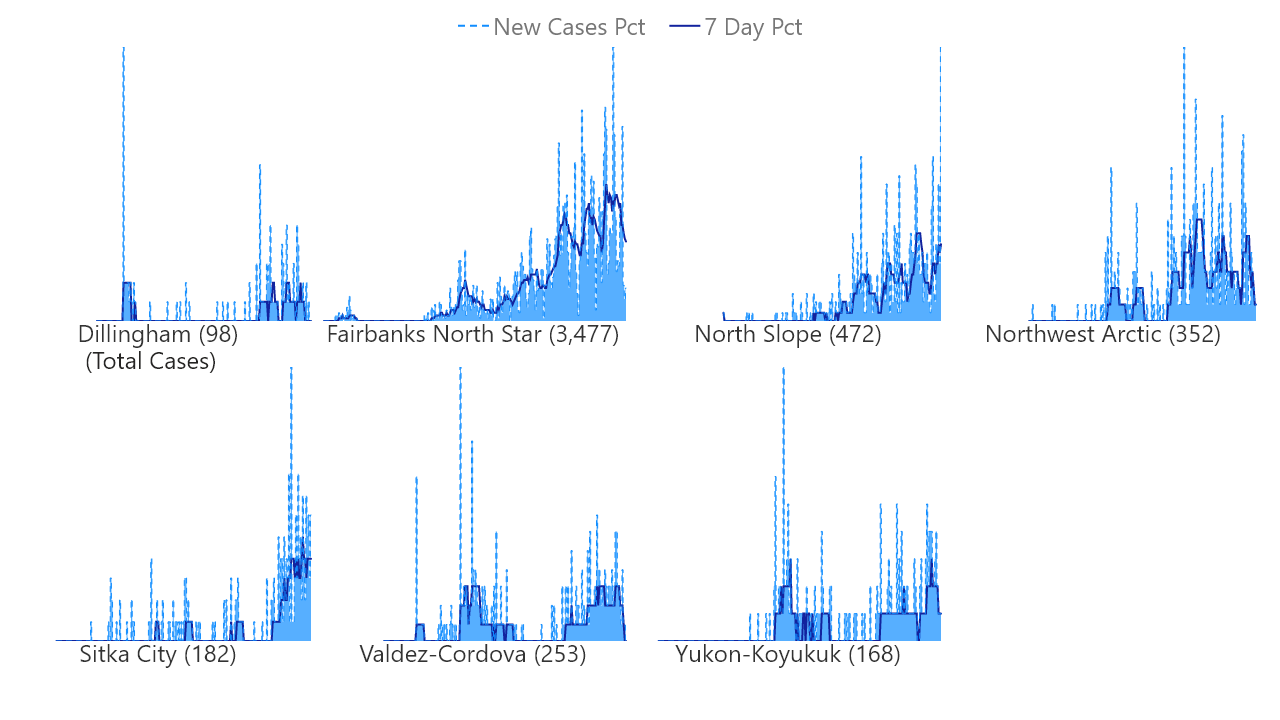 New Cases Pct 7 Day Pct
Dillingham (98) Fairbanks North Star (3,477) North Slope (472) Northwest Arctic (352)
(Total Cases)
Sitka City (182) Valdez-Cordova (253) Yukon-Koyukuk (168)